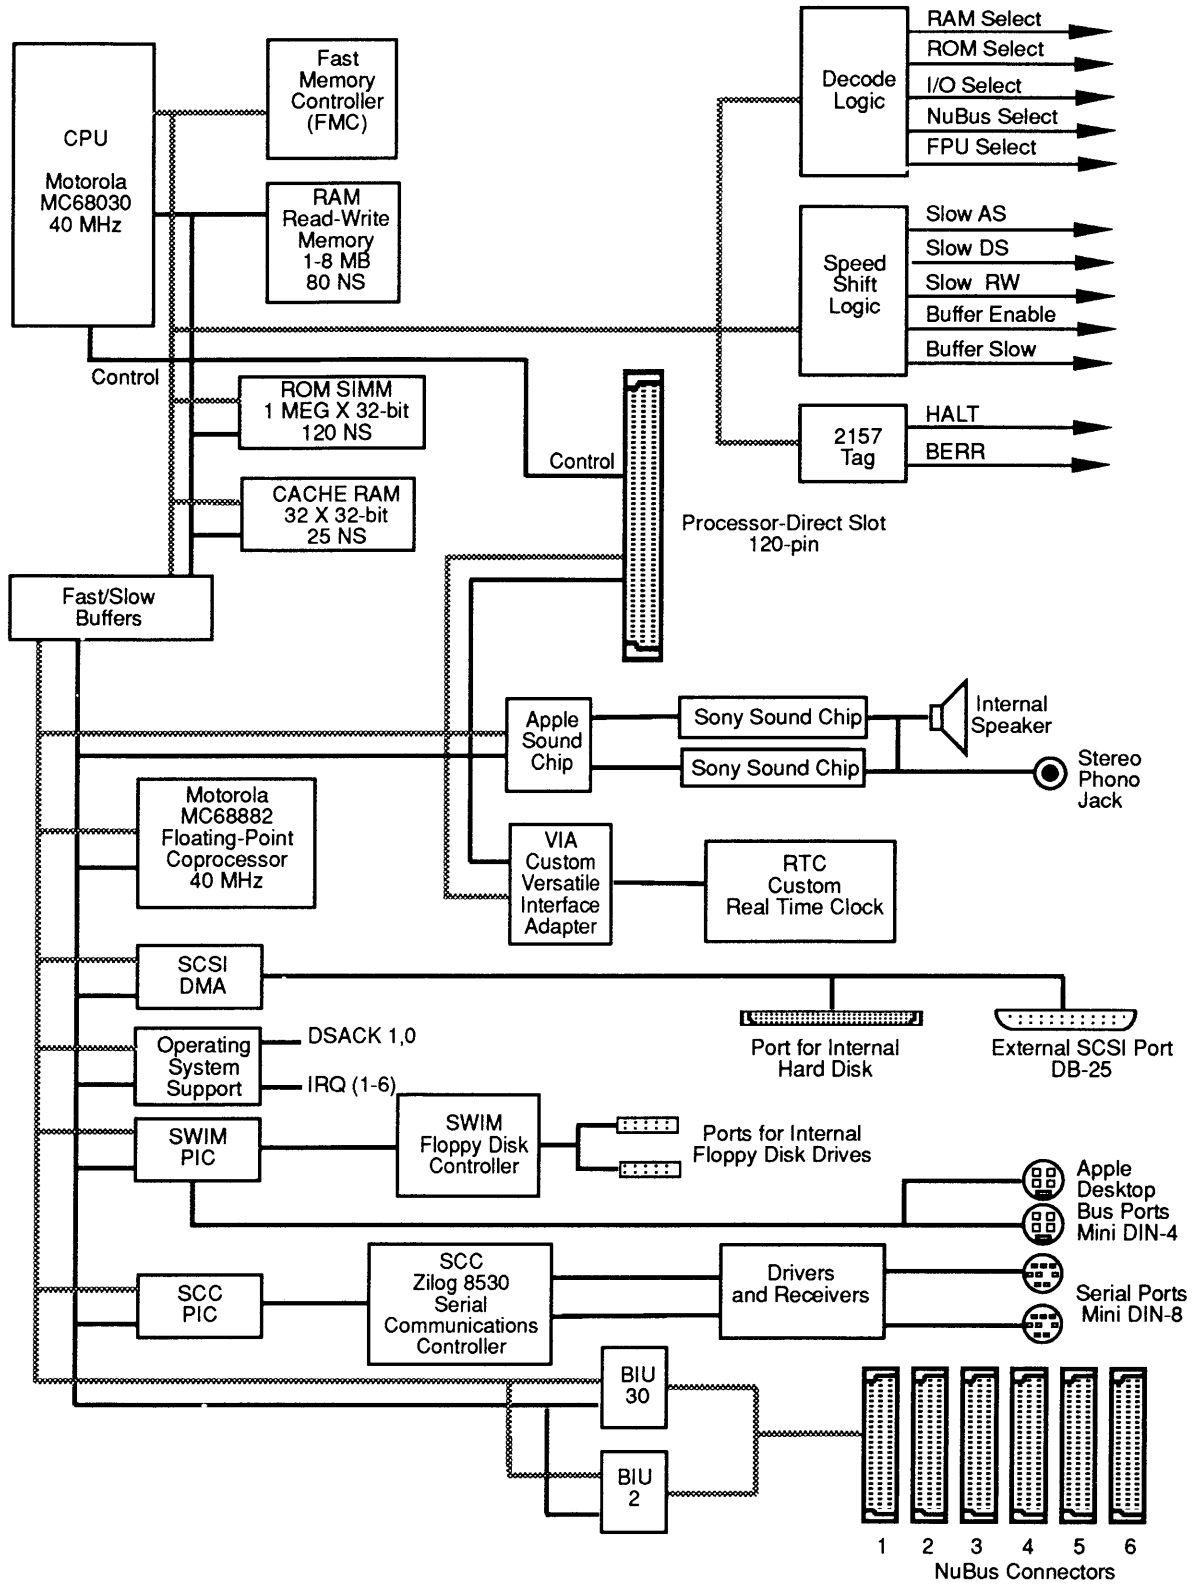 CPU
Motorola
MC68030
40 MHz
Fast
Memory
Controller
(FMC)
RAM
Read-Write
Memory
1-8 MB
80 NS
Decode
Logic
RAM Select
ROM Select
I/O Select
NuBus Select
FPU Select
Speed
Shift
Logic
Slow AS
Slow DS
Slow RW
Buffer Enable
Buffer Slow
2157
Tag
HALT
BERR
Control
ROM SIMM
1 MEG X 32-bit
120 NS
CACHE RAM
32 X 32-bit
25 NS
Control
Processor-Direct Slot
120-pin
Fast/Slow
Buffers
Apple
Sound
Chip
Sony Sound Chip
Sony Sound Chip
Internal
Speaker
Stereo
Phono
Jack
Motorola
MC68882
Floating-Point
Coprocessor
40 MHz
VIA
Custom
Versatile
Interface
Adapter
RTC
Custom
Real Time Clock
SCSI
DMA
Port for Internal
Hard Disk
External SCSI Port
DB-25
Operating
System
Support
DSACK 1,0
IRQ (1-6)
SWIM
PIC
SWIM
Floppy Disk
Controller
Ports for Internal
Floppy Disk Drives
Apple
Desktop
Bus Ports
Mini DIN-4
SCC
PIC
SCC
Zilog 8530
Serial
Communications
Controller
Drivers
and Receivers
Serial Ports
Mini DIN-8
BIU
30
BIU
2
1 2 3 4 5 6
NuBus Connectors